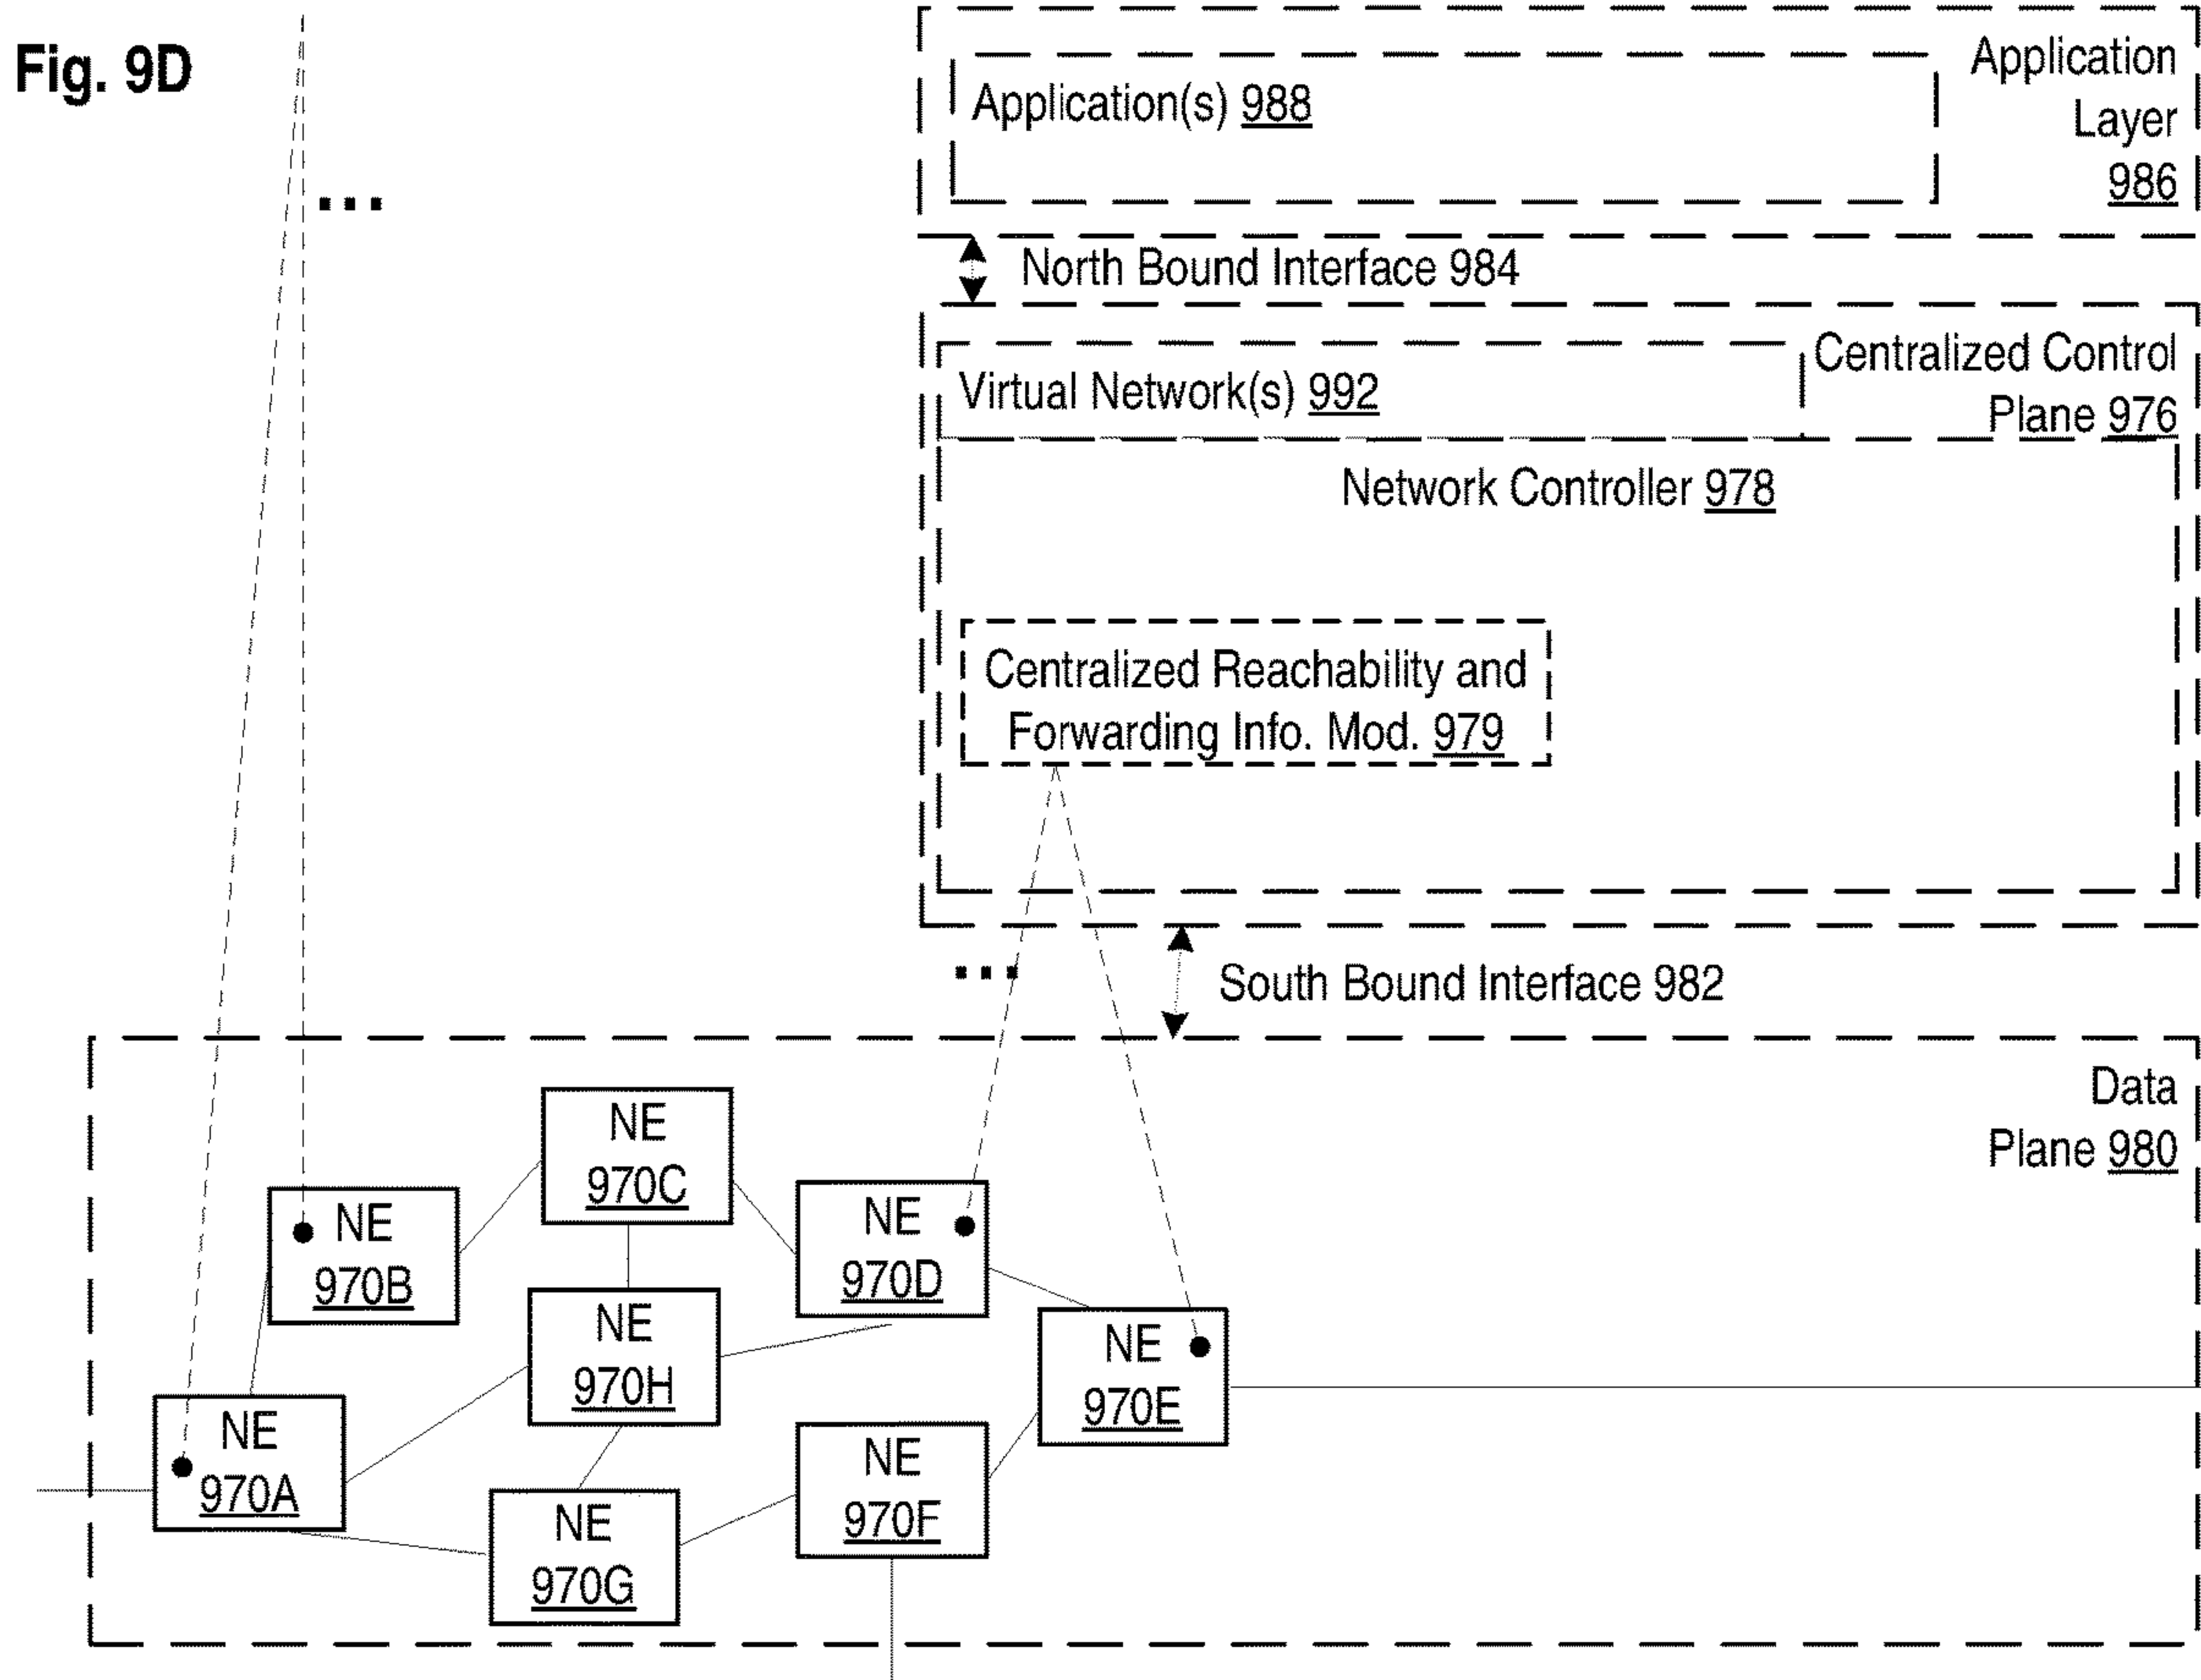 Fig. 9D
Application
Layer
986
Application(s) 988
North Bound Interface 984
Centralized Control
Plane 976
Virtual Network(s) 992
Network Controller 978
Centralized Reachability and
Forwarding Info. Mod. 979
South Bound Interface 982
Data
Plane 980
NE
970C
NE
970B
NE
970D
NE
970H
NE
970E
NE
970A
NE
970F
NE
970G